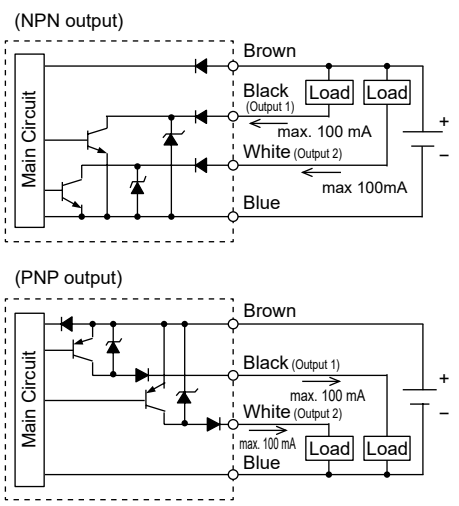 (NPN output)
Main Circuit
Brown
Black
(Output 1)
Load
Load
max. 100 mA
White (Output 2)
max 100mA
Blue
+
−
(PNP output)
Main Circuit
Brown
Black (Output 1)
max. 100 mA
White (Output 2)
max. 100 mA
Load
Load
Blue
+
−